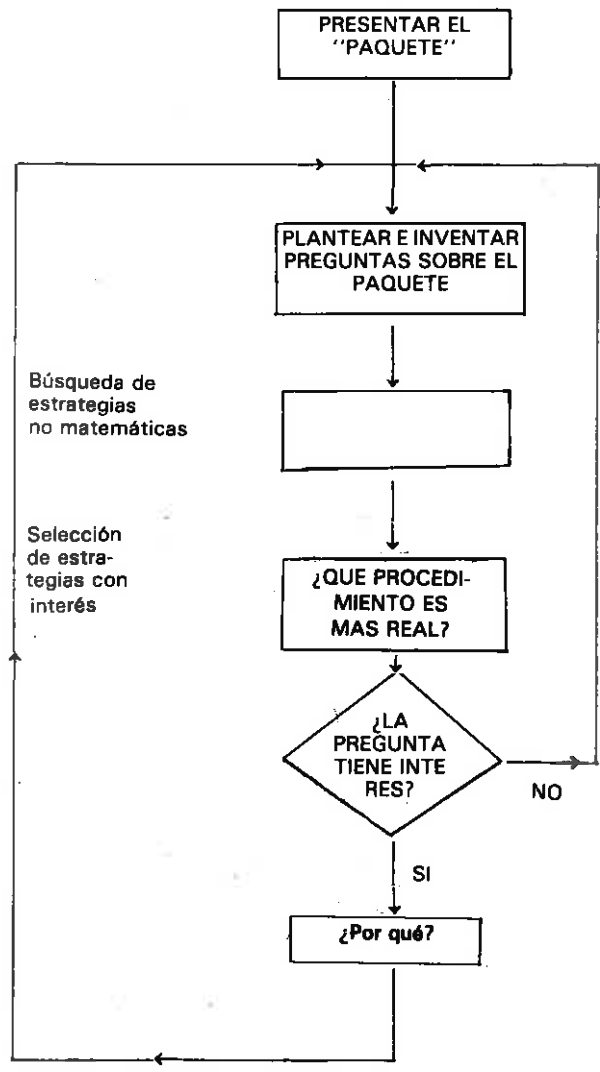 PRESENTAR EL
"PAQUETE"
PLANTEAR E INVENTAR
PREGUNTAS SOBRE EL
PAQUETE
Búsqueda de
estrategias
no matemáticas
Selección
de estra-
tegias con
interés
¿QUE PROCEDI-
MIENTO ES
MAS REAL?
¿LA
PREGUNTA
TIENE INTE
RES?
NO
SI
¿Por qué?